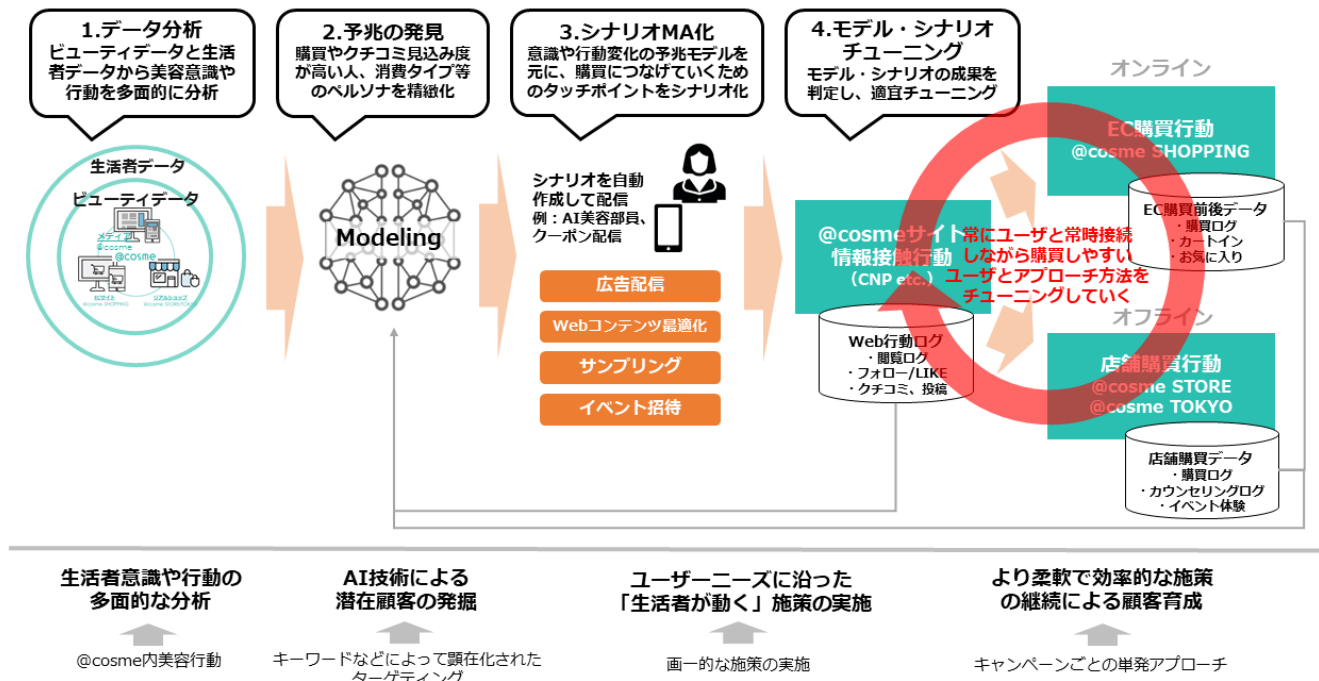 1.データ分析
ビューティデータと生活
者データから美容意識や
行動を多面的に分析
2.予兆の発見
購買やクチコミ見込み度
が高い人、消費タイプ等
のペルソナを精緻化
3.シナリオMA化
意識や行動変化の予兆モデルを
元に、購買につなげていくため
のタッチポイントをシナリオ化
4.モデル・シナリオ
チューニング
モデル・シナリオの成果を
判定し、適宜チューニング
生活者データ
ビューティデータ
メディア
@cosme
@cosme
ECサイト
@cosme SHOPPING
リアルショップ
Modeling
シナリオを自動
作成して配信
例：AI美容部員、
クーポン配信
広告配信
Webコンテンツ最適化
サンプリング
イベント招待
@cosmeサイト
情報接触行動
（CNP etc.）
Web行動ログ
・閲覧ログ
・フォロー/LIKE
・クチコミ、投稿
常にユーザと常時接続
しながら購買しやすい
ユーザとアプローチ方法を
チューニングしていく
オンライン
EC購買行動
@cosme SHOPPING
EC購買前後データ
・購買ログ
・カートイン
・お気に入り
オフライン
店舗購買行動
@cosme STORE
@cosme TOKYO
店舗購買データ
・購買ログ
・カウンセリングログ
・イベント体験
生活者意識や行動の
多面的な分析
@cosme内美容行動
AI技術による
潜在顧客の発掘
キーワードなどによって顕在化された
ターゲティング
ユーザーニーズに沿った
「生活者が動く」施策の実施
画一的な施策の実施
より柔軟で効率的な施策
の継続による顧客育成
キャンペーンごとの単発アプローチ